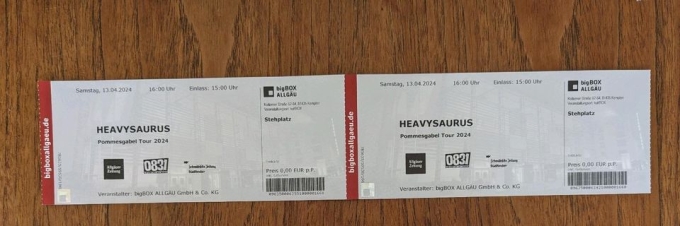 bigboxallgaeu.de
Samstag, 13.04.2024 16:00 Uhr Einlass: 15:00 Uhr
HEAVYSAURUS
Pommesgabel Tour 2024
Allgäuer Zeitung
0831
Veranstalter: bigBOX ALLGÄU GmbH & Co. KG
bigBOX
ALLGÄU
Stehplatz
Preis 0,00 EUR p.P.
bigboxallgaeu.de
Samstag, 13.04.2024 16:00 Uhr Einlass: 15:00 Uhr
HEAVYSAURUS
Pommesgabel Tour 2024
Allgäuer Zeitung
0831
Veranstalter: bigBOX ALLGÄU GmbH & Co. KG
bigBOX
ALLGÄU
Stehplatz
Preis 0,00 EUR p.P.